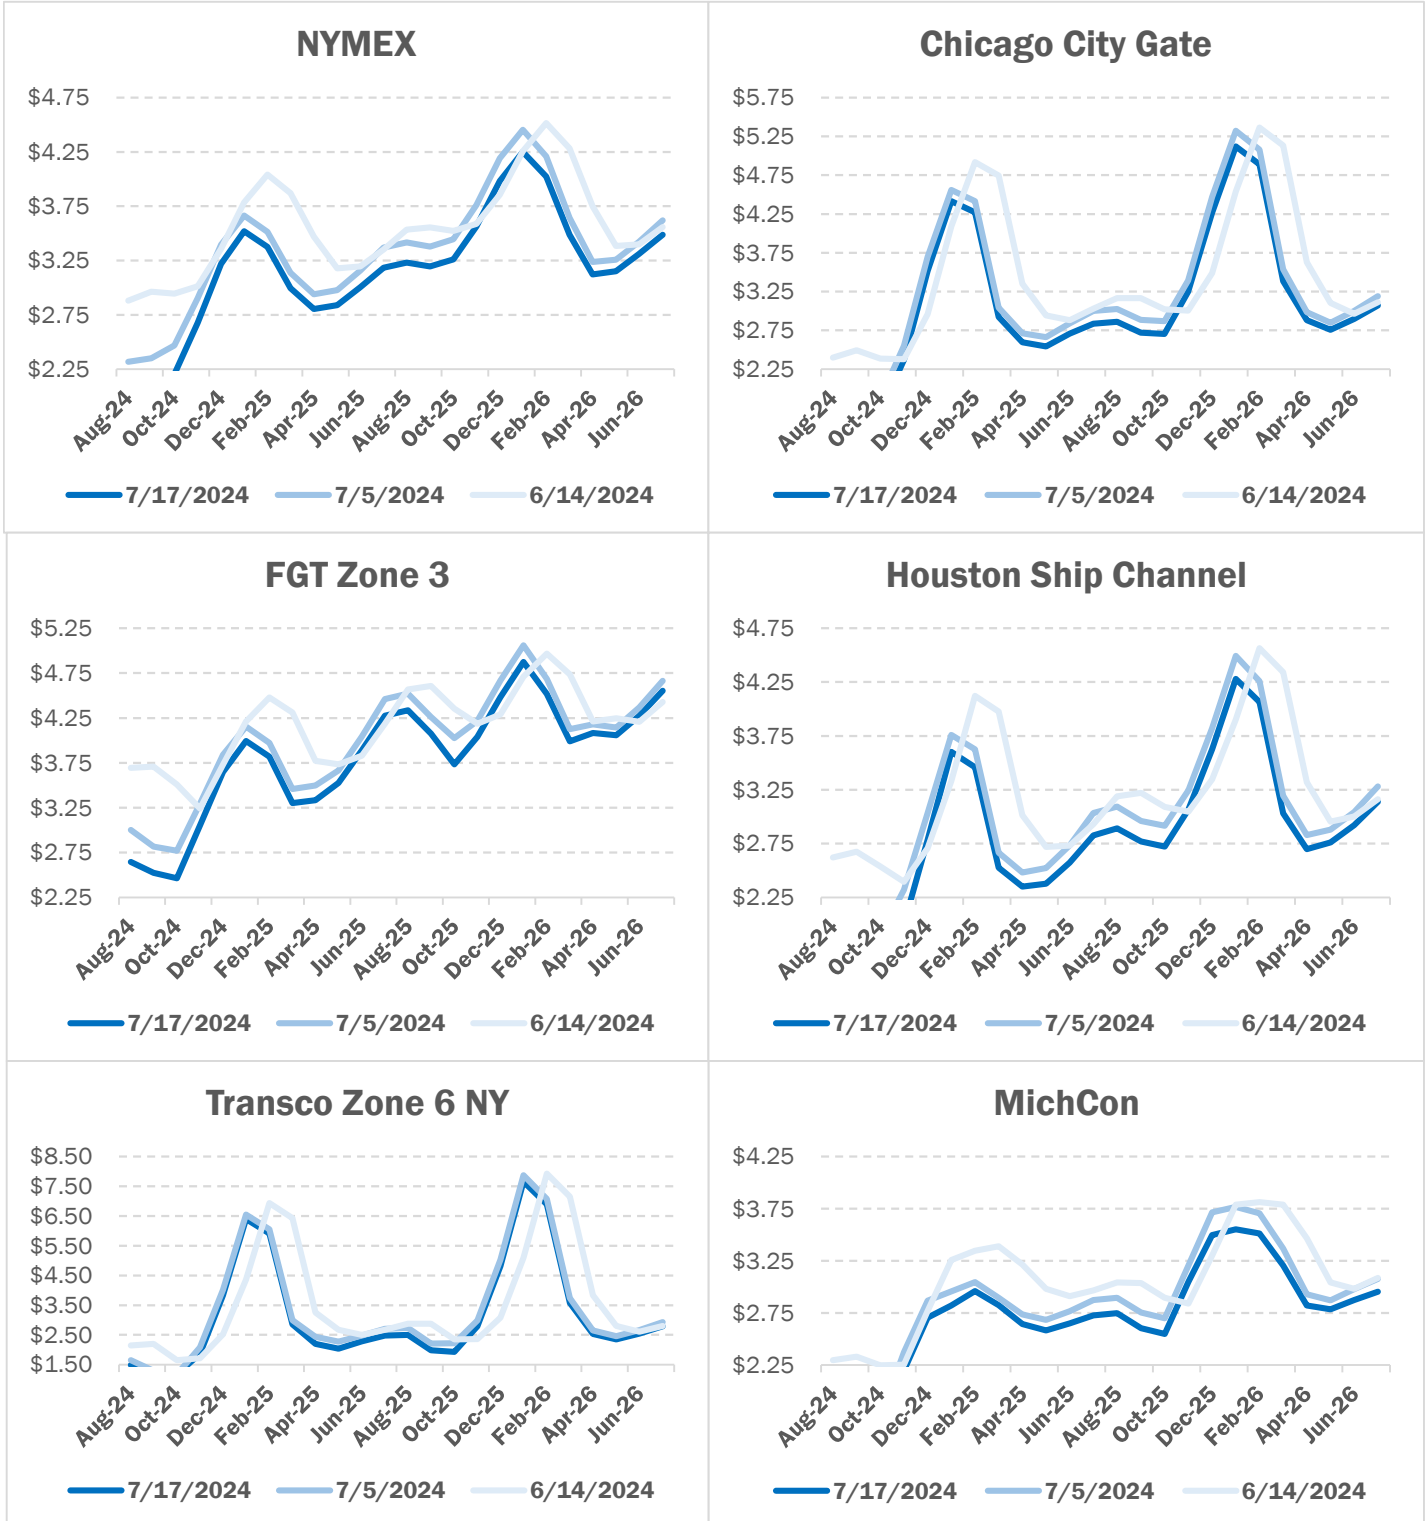 NYMEX
$4.75
$4.25
$3.75
$3.25
$2.75
$2.25
Aug-24 Oct-24 Dec-24 Feb-25 Apr-25 Jun-25 Aug-25 Oct-25 Dec-25 Feb-26 Apr-26 Jun-26
7/17/2024 7/5/2024 6/14/2024
Chicago City Gate
$5.75
$5.25
$4.75
$4.25
$3.75
$3.25
$2.75
$2.25
Aug-24 Oct-24 Dec-24 Feb-25 Apr-25 Jun-25 Aug-25 Oct-25 Dec-25 Feb-26 Apr-26 Jun-26
7/17/2024 7/5/2024 6/14/2024
FGT Zone 3
$5.25
$4.75
$4.25
$3.75
$3.25
$2.75
$2.25
Aug-24 Oct-24 Dec-24 Feb-25 Apr-25 Jun-25 Aug-25 Oct-25 Dec-25 Feb-26 Apr-26 Jun-26
7/17/2024 7/5/2024 6/14/2024
Houston Ship Channel
$4.75
$4.25
$3.75
$3.25
$2.75
$2.25
Aug-24 Oct-24 Dec-24 Feb-25 Apr-25 Jun-25 Aug-25 Oct-25 Dec-25 Feb-26 Apr-26 Jun-26
7/17/2024 7/5/2024 6/14/2024
Transco Zone 6 NY
$8.50
$7.50
$6.50
$5.50
$4.50
$3.50
$2.50
$1.50
Aug-24 Oct-24 Dec-24 Feb-25 Apr-25 Jun-25 Aug-25 Oct-25 Dec-25 Feb-26 Apr-26 Jun-26
7/17/2024 7/5/2024 6/14/2024
MichCon
$4.25
$3.75
$3.25
$2.75
$2.25
Aug-24 Oct-24 Dec-24 Feb-25 Apr-25 Jun-25 Aug-25 Oct-25 Dec-25 Feb-26 Apr-26 Jun-26
7/17/2024 7/5/2024 6/14/2024